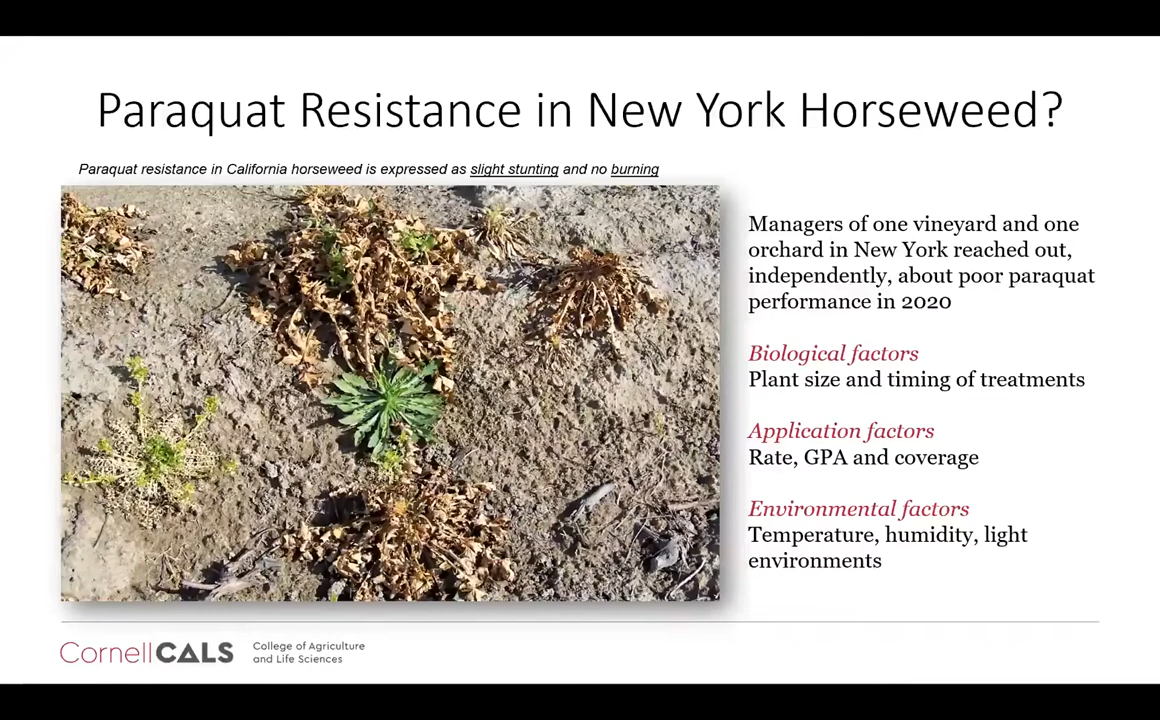 Paraquat Resistance in New York Horseweed?
Paraquat resistance in California horseweed is expressed as slight stunting and no burning
Managers of one vineyard and one
orchard in New York reached out,
independently, about poor paraquat
performance in 2020
Biological factors
Plant size and timing of treatments
Application factors
Rate, GPA and coverage
Environmental factors
Temperature, humidity, light
environments
CornellCALS
College of Agriculture
and Life Sciences